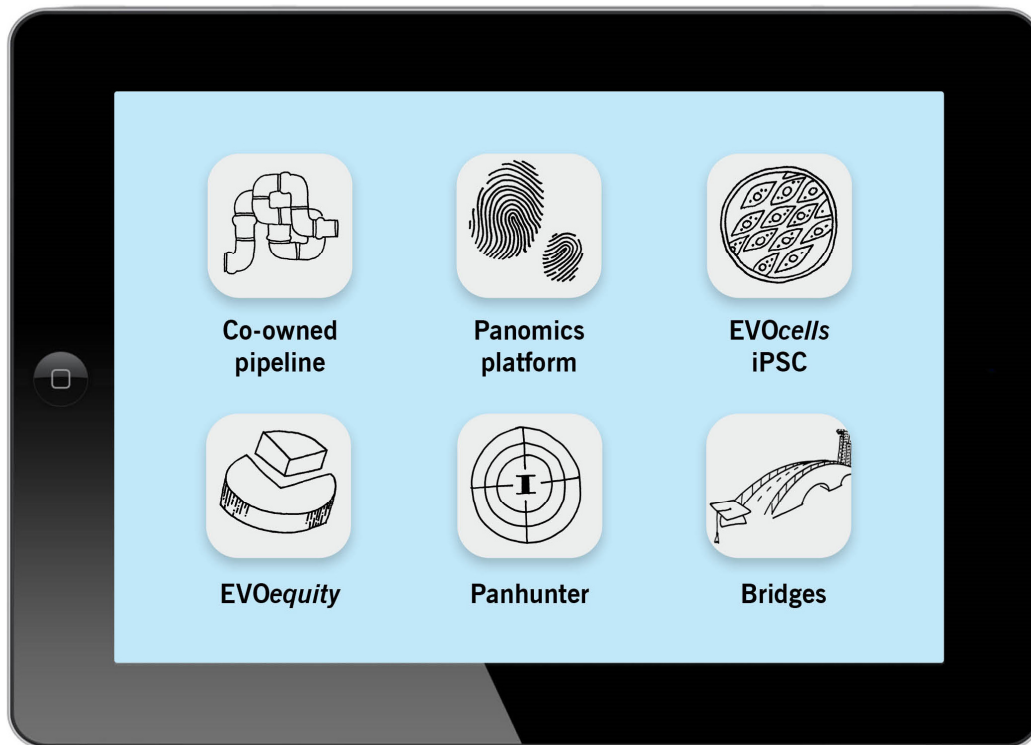 Co-owned
pipeline
Panomics
platform
EVOcells
iPSC
EVOequity
Panhunter
Bridges